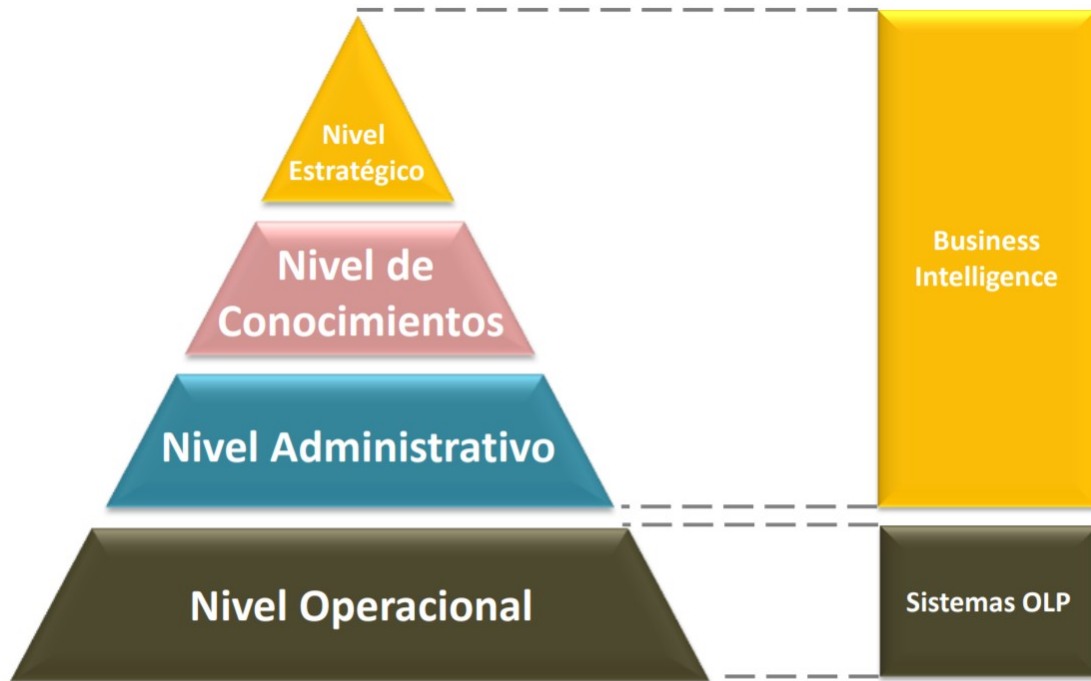 Nivel
Estratégico
Nivel de
Conocimientos
Nivel Administrativo
Nivel Operacional
Business
Intelligence
Sistemas OLP